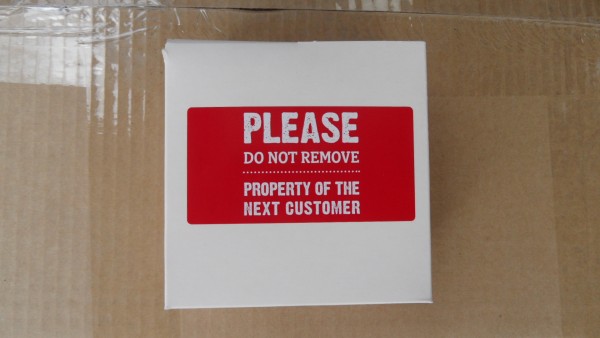 PLEASE
DO NOT REMOVE
PROPERTY OF THE
NEXT CUSTOMER